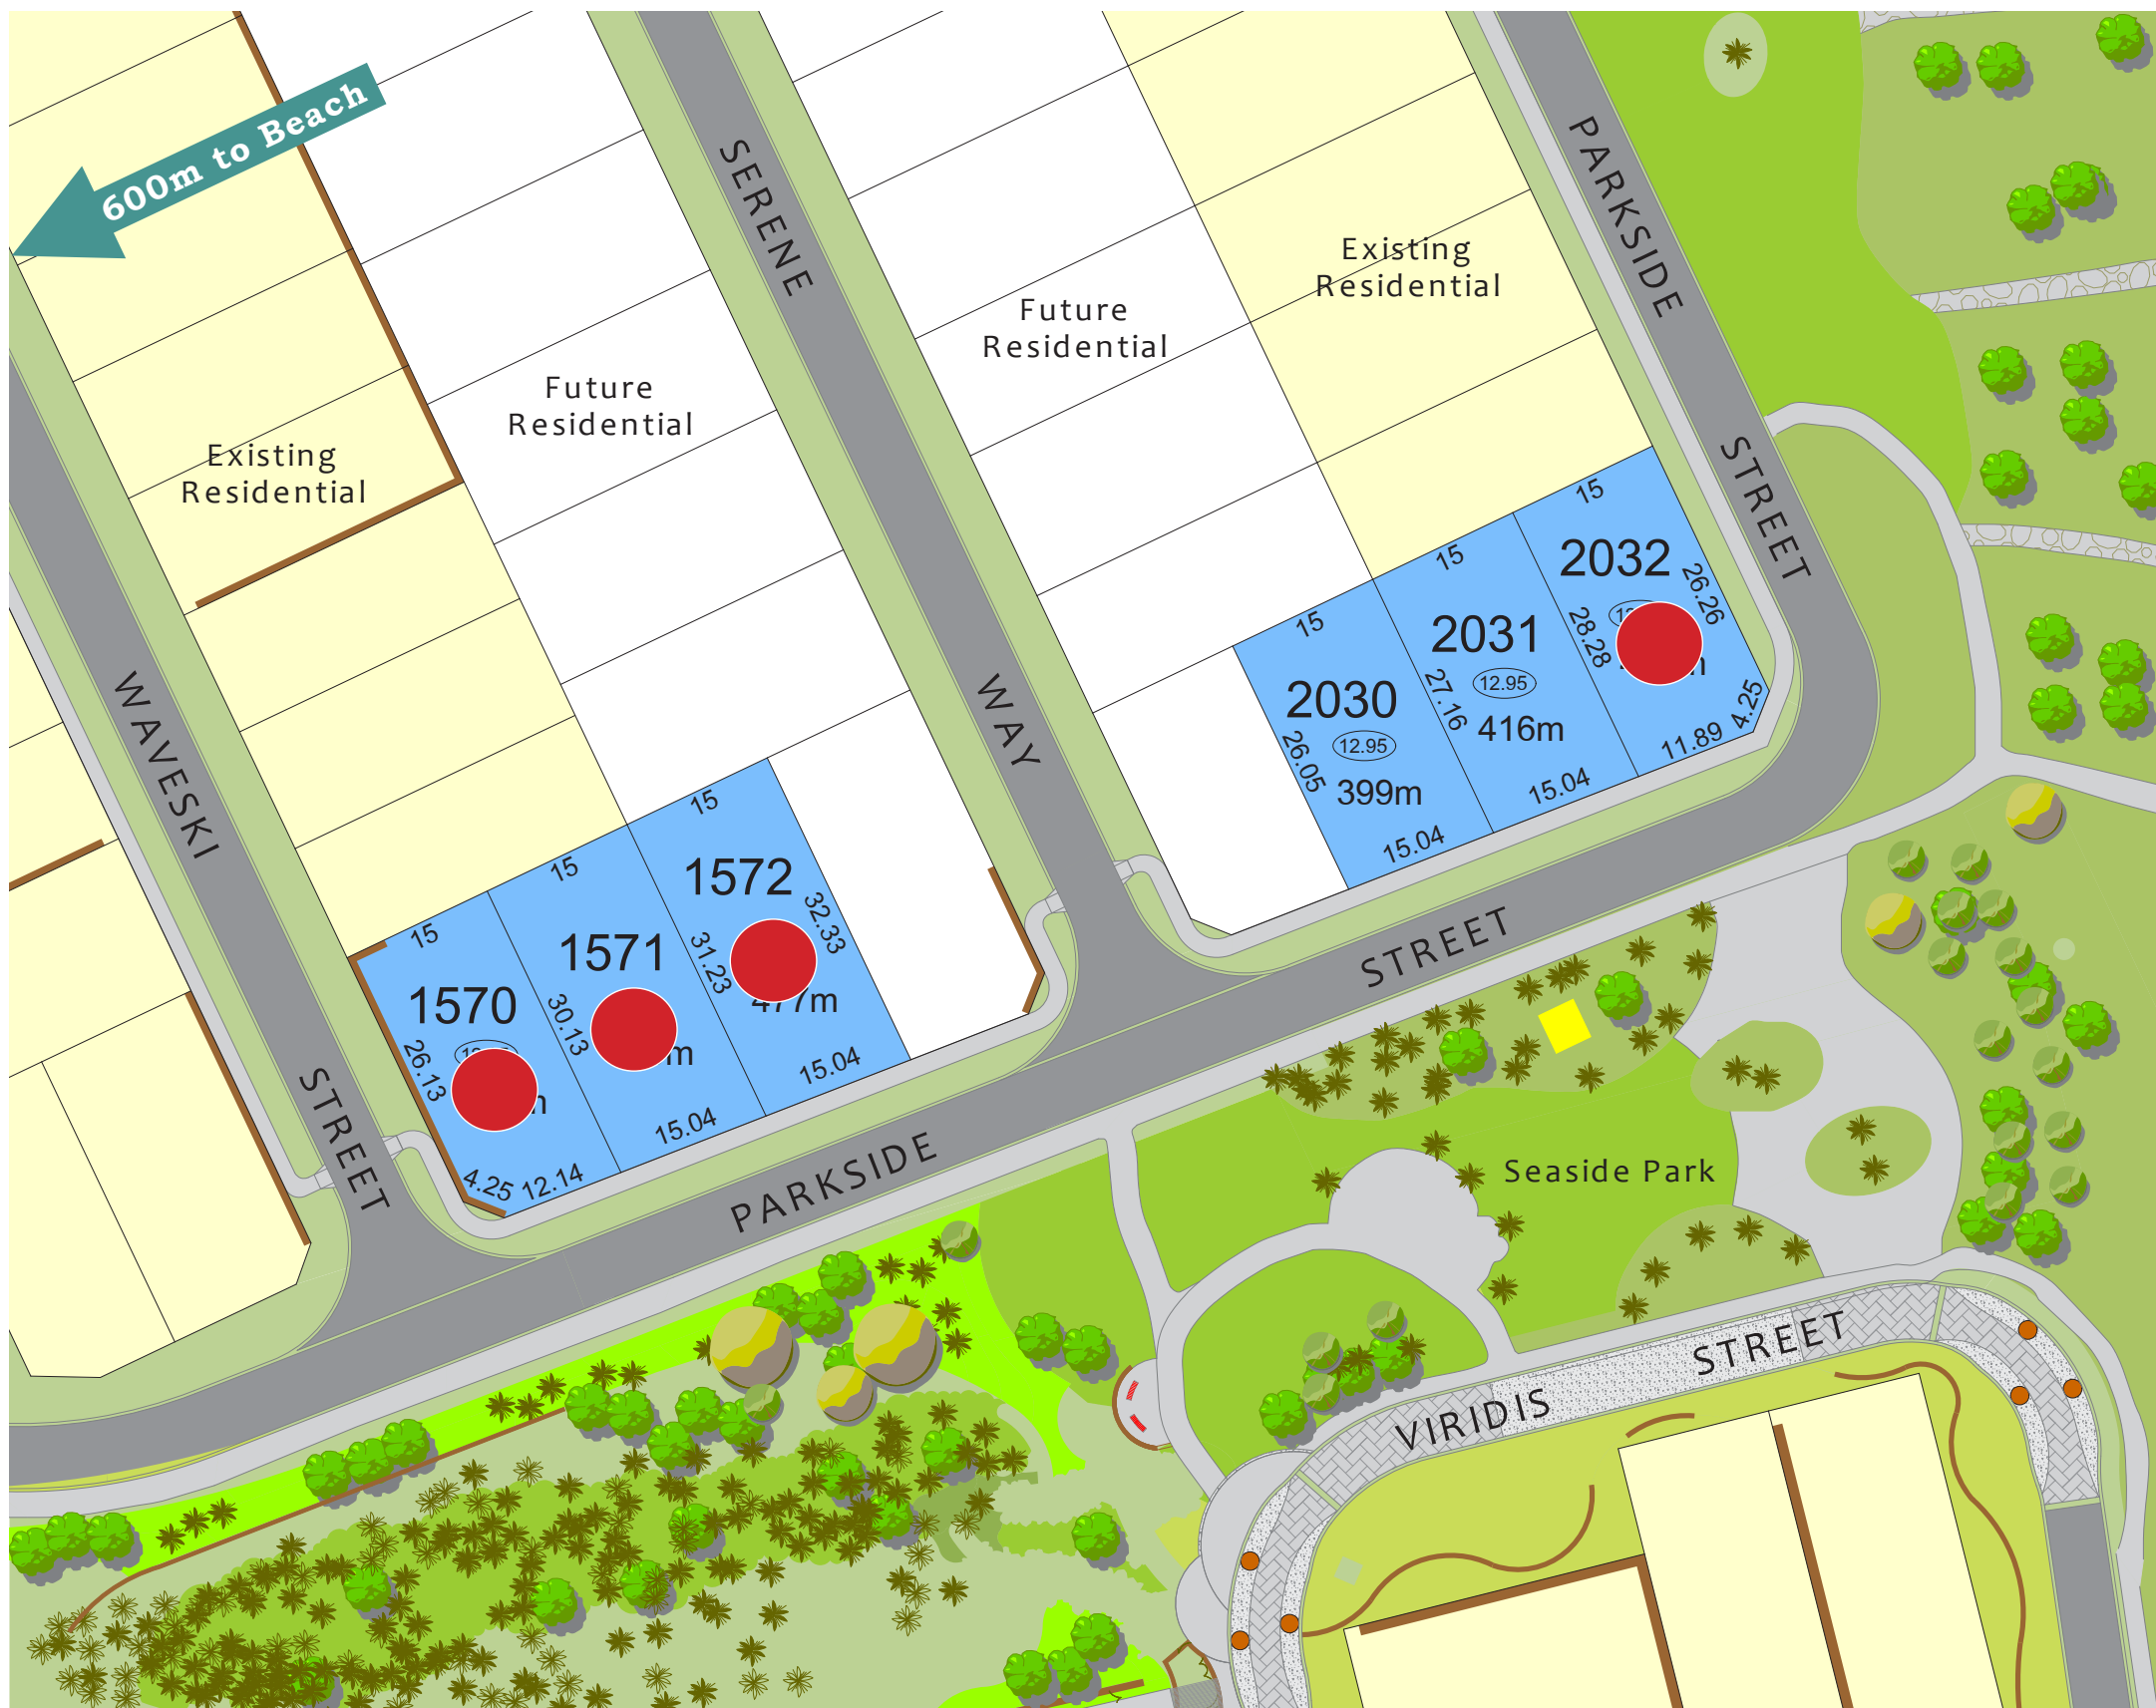 600m to Beach
SERENE
WAY
PARKSIDE
STREET
Existing
Residential
Future
Residential
Future
Residential
Existing
Residential
WAVESKI
STREET
15
2032
26.26
28.28
11.89
4.25
15
2031
12.95
27.16
416m
15.04
15
2030
12.95
26.05
399m
15.04
15
1572
32.33
31.23
477m
15.04
15
1571
30.13
m
15.04
15
1570
26.13
4.25
12.14
PARKSIDE
STREET
Seaside Park
VIRIDIS
STREET